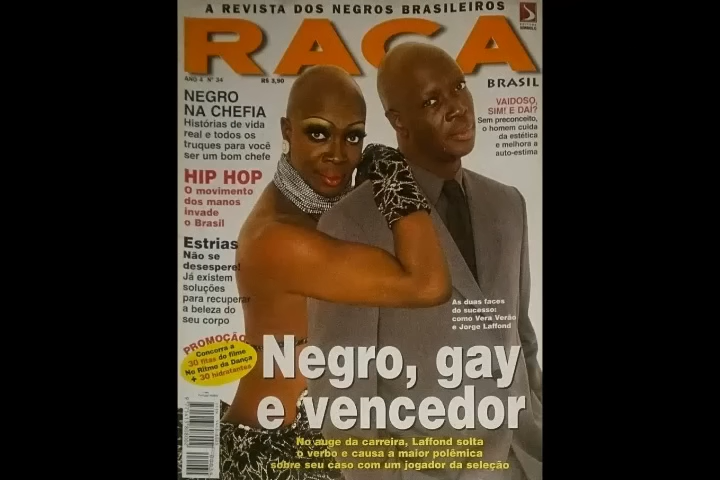 A REVISTA DOS NEGROS BRASILEIROS
RAÇA
BRASIL
ANO 4 Nº 34
R$ 3,90
NEGRO
NA CHEFIA
Histórias de vida
real e todos os
truques para você
ser um bom chefe
HIP HOP
O movimento
dos manos
invade
o Brasil
Estrias
Não se
desespere!
Já existem
soluções
para recuperar
a beleza do
seu corpo
PROMOÇÃO
Concorra a
30 fitas do filme
No Ritmo da Dança
+ 30 hidratantes
VAIDOSO,
SIM! E DAÍ?
Sem preconceito,
o homem cuida
da estética
e melhora a
auto-estima
As duas faces
do sucesso:
como Vera Verão
e Jorge Laffond
Negro, gay
e vencedor
No auge da carreira, Laffond solta
o verbo e causa a maior polêmica
sobre seu caso com um jogador da seleção